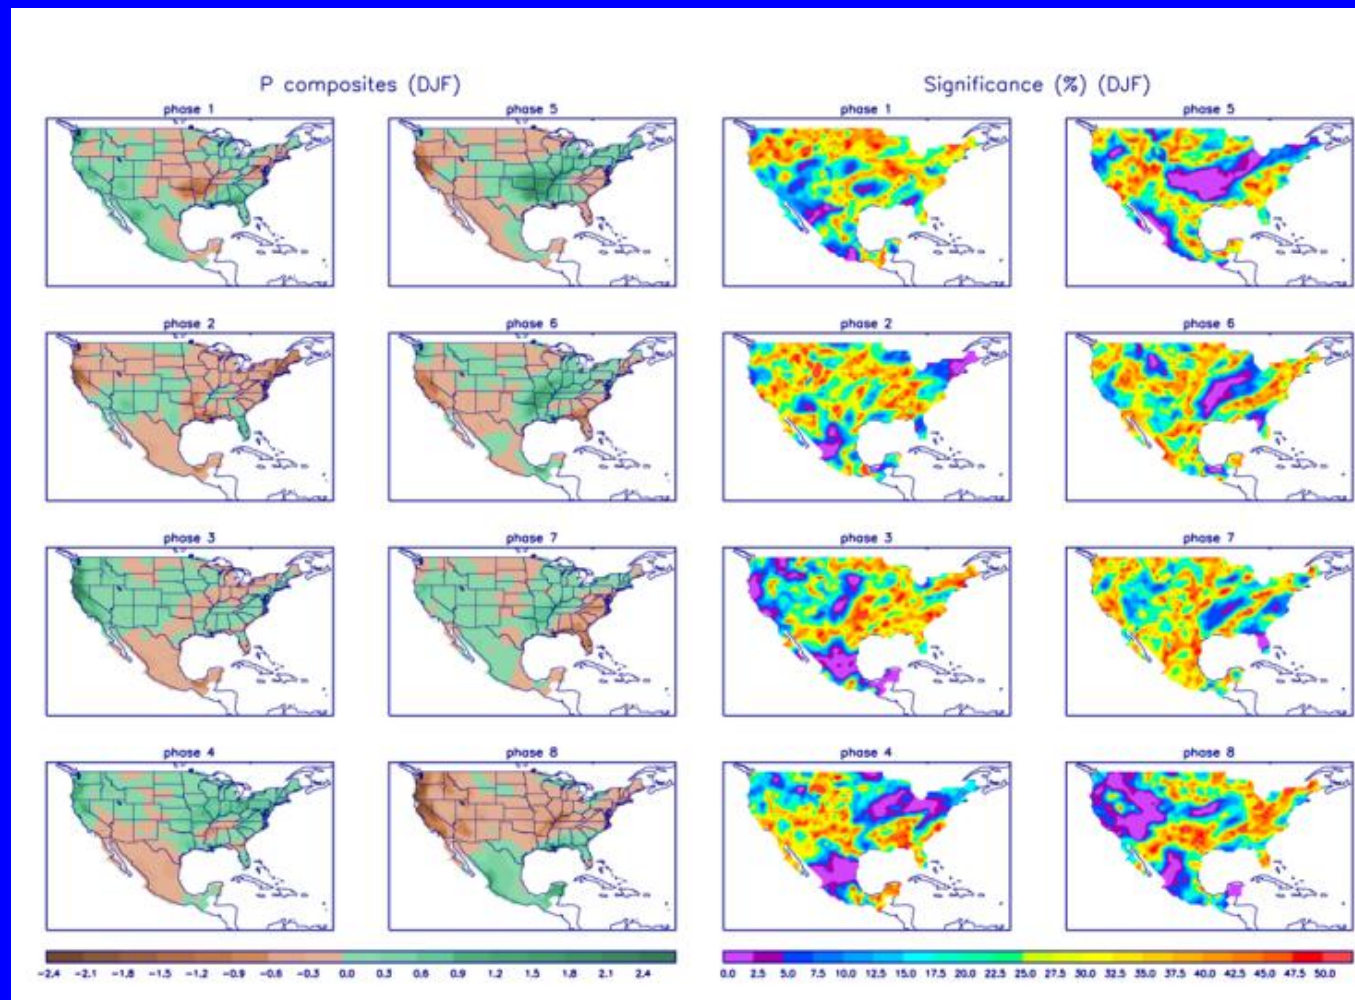 P composites (DJF) Significance (%) (DJF)
phase 1 phase 5 phase 1 phase 5
phase 2 phase 6 phase 2 phase 6
phase 3 phase 7 phase 3 phase 7
phase 4 phase 8 phase 4 phase 8
-2.4 -2.1 -1.8 -1.5 -1.2 -0.9 -0.6 -0.3 0.0 0.3 0.6 0.9 1.2 1.5 1.8 2.1 2.4 0.0 2.5 5.0 7.5 10.0 12.5 15.0 17.5 20.0 22.5 25.0 27.5 30.0 32.5 35.0 37.5 40.0 42.5 45.0 47.5 50.0